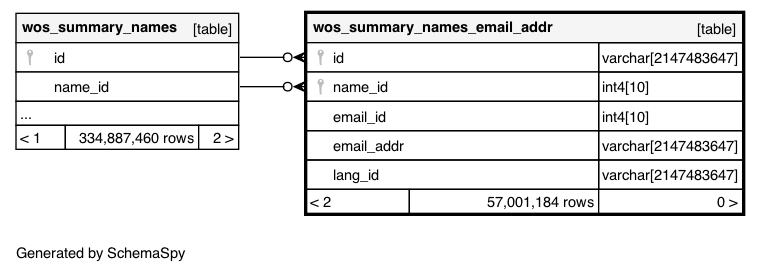 wos_summary_names [table]
id
name_id
...
< 1 334,887,460 rows 2 >
wos_summary_names_email_addr [table]
id varchar[2147483647]
name_id int4[10]
email_id int4[10]
email_addr varchar[2147483647]
lang_id varchar[2147483647]
< 2 57,001,184 rows 0 >
Generated by SchemaSpy